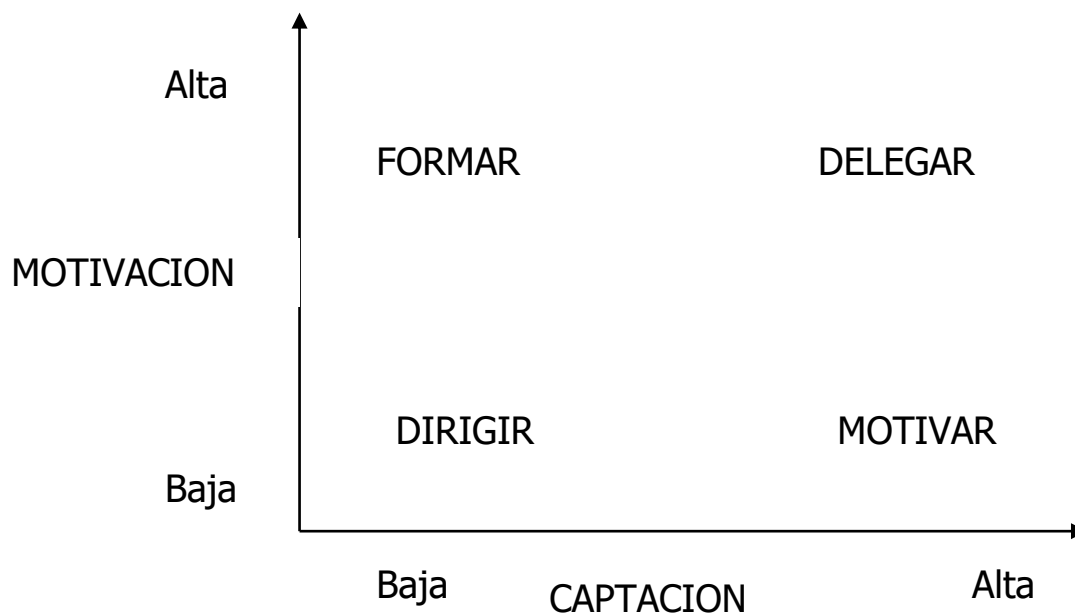 Alta
FORMAR DELEGAR
MOTIVACION
DIRIGIR MOTIVAR
Baja
Baja CAPTACION Alta